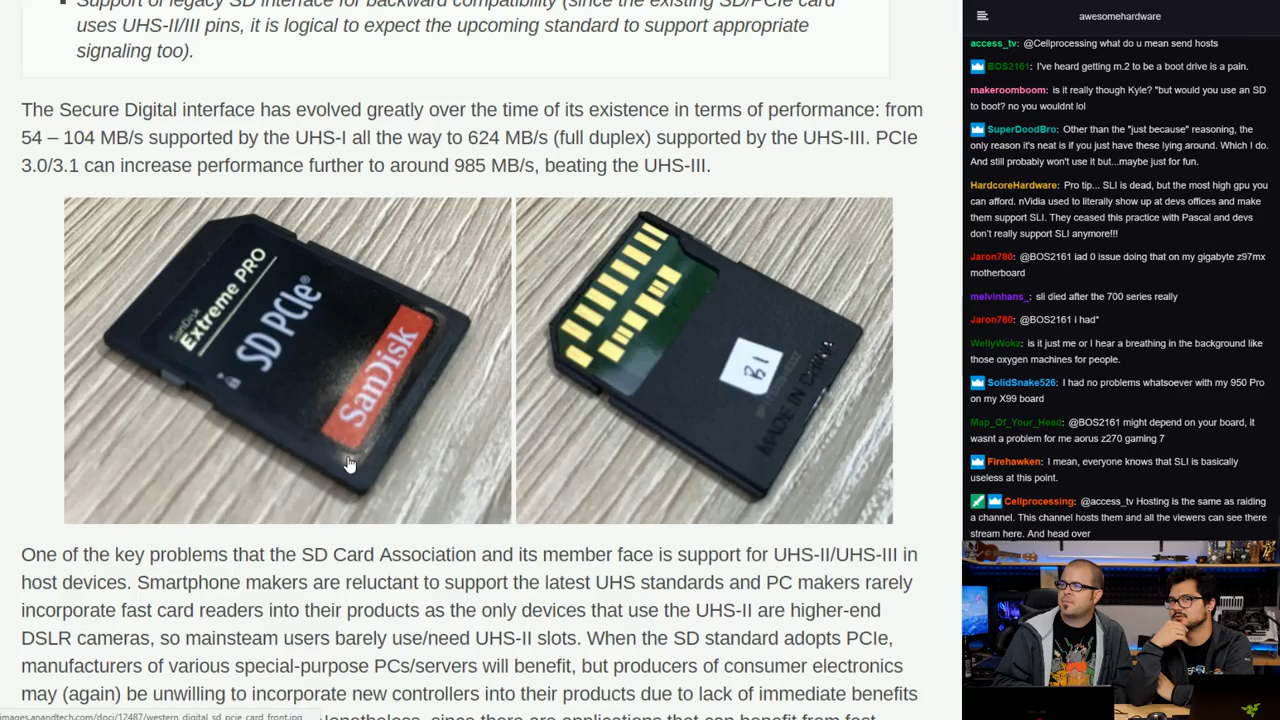 Support of legacy SD interface for backward compatibility (since the existing SD/PCIe card
uses UHS-II/III pins, it is logical to expect the upcoming standard to support appropriate
signaling too).
The Secure Digital interface has evolved greatly over the time of its existence in terms of performance: from
54 – 104 MB/s supported by the UHS-I all the way to 624 MB/s (full duplex) supported by the UHS-III. PCIe
3.0/3.1 can increase performance further to around 985 MB/s, beating the UHS-III.
SanDisk
Extreme PRO
SD PCIe®
SanDisk
B1
MADE IN CHINA
One of the key problems that the SD Card Association and its member face is support for UHS-II/UHS-III in
host devices. Smartphone makers are reluctant to support the latest UHS standards and PC makers rarely
incorporate fast card readers into their products as the only devices that use the UHS-II are higher-end
DSLR cameras, so mainsteam users barely use/need UHS-II slots. When the SD standard adopts PCIe,
manufacturers of various special-purpose PCs/servers will benefit, but producers of consumer electronics
may (again) be unwilling to incorporate new controllers into their products due to lack of immediate benefits
images.anandtech.com/doci/12487/western_digital_sd_pcie_card_front.jpg
awesomehardware
access_tv: @Cellprocessing what do u mean send hosts
BOS2161: I've heard getting m.2 to be a boot drive is a pain.
makeroomboom: is it really though Kyle? "but would you use an SD
to boot? no you wouldnt lol
SuperDoodBro: Other than the "just because" reasoning, the
only reason it's neat is if you just have these lying around. Which I do.
And still probably won't use it but...maybe just for fun.
HardcoreHardware: Pro tip... SLI is dead, but the most high gpu you
can afford. nVidia used to literally show up at devs offices and make
them support SLI. They ceased this practice with Pascal and devs
don't really support SLI anymore!!!
Jaron780: @BOS2161 iad 0 issue doing that on my gigabyte z97mx
motherboard
melvinhans_: sli died after the 700 series really
Jaron780: @BOS2161 i had*
WellyWokz: is it just me or I hear a breathing in the background like
those oxygen machines for people.
SolidSnake526: I had no problems whatsoever with my 950 Pro
on my X99 board
Map_Of_Your_Head: @BOS2161 might depend on your board, it
wasnt a problem for me aorus z270 gaming 7
Firehawken: I mean, everyone knows that SLI is basically
useless at this point.
Cellprocessing: @access_tv Hosting is the same as raiding
a channel. This channel hosts them and all the viewers can see there
stream here. And head over